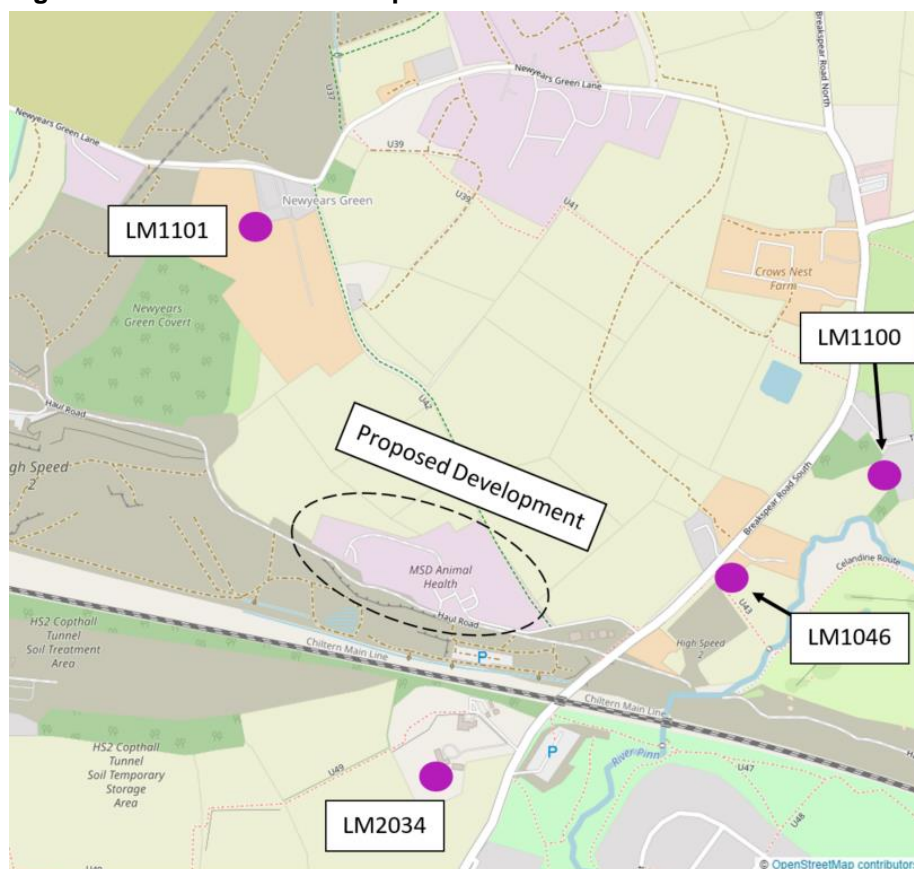 Newyears Green Lane
Breakspear Road North
U37
Newyears Green Lane
U39
U39
U41
Newyears Green
LM1101
Crows Nest
Farm
Newyears
Green Covert
LM1100
Haul Road
U42
Proposed Development
Breakspear Road South
gh Speed
2
MSD Animal
Health
Celandine Route
U43
Haul Road
LM1046
HS2 Copthall
Tunnel
Soil Treatment
Area
High Speed
2
Chiltern Main Line
P
Chiltern Main Line
HS2 Copthall
Tunnel
Soil Temporary
Storage
Area
U49
P
River Pinn
U47
LM2034
U48
© OpenStreetMap contributors